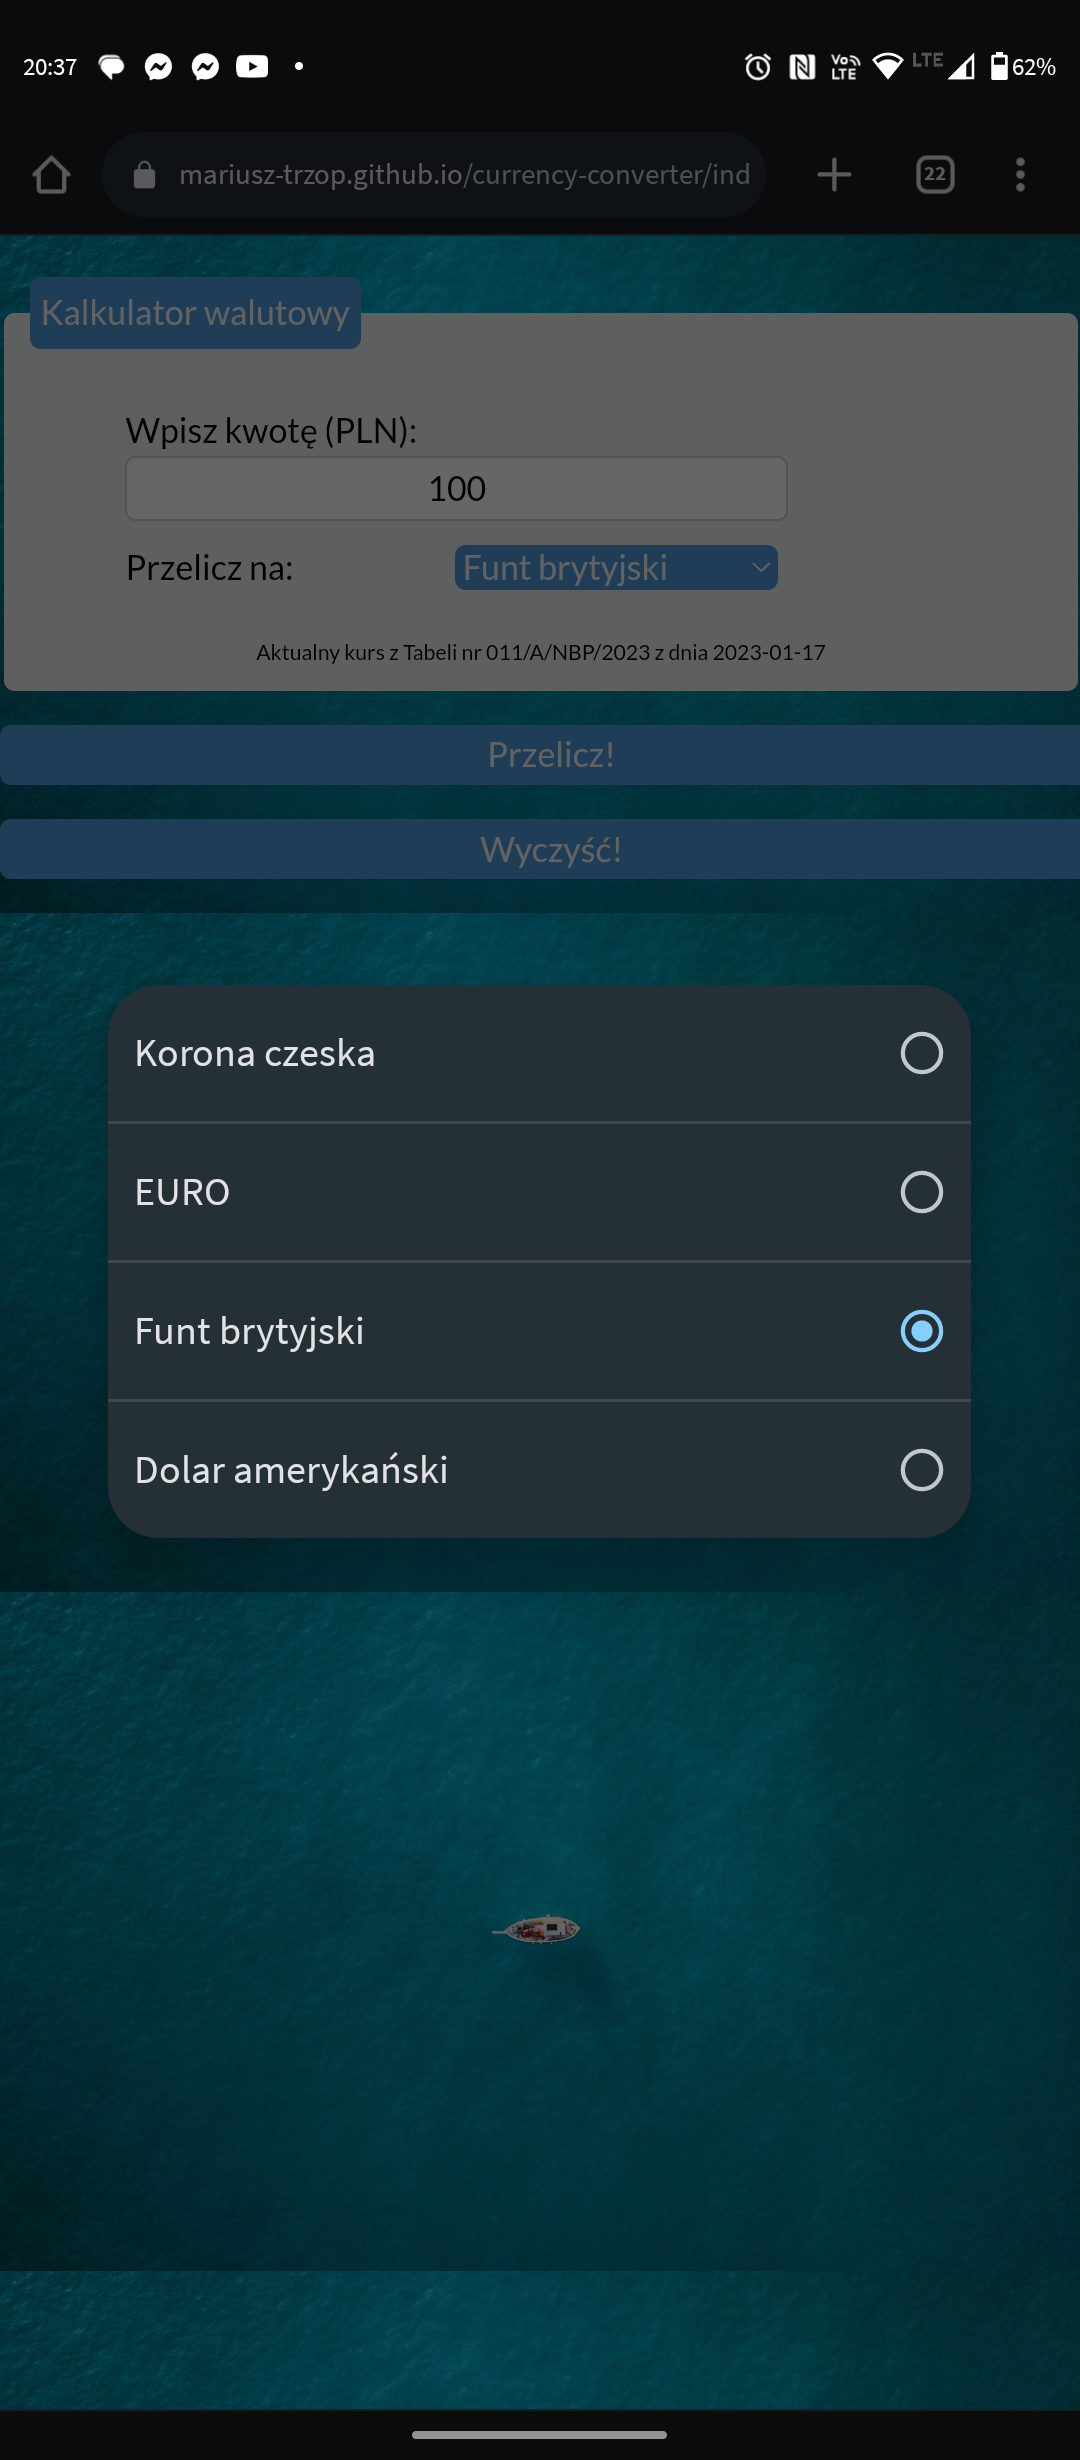 20:37
Vo)) LTE
LTE
62%
mariusz-trzop.github.io/currency-converter/ind
22
Kalkulator walutowy
Wpisz kwotę (PLN):
100
Przelicz na:
Funt brytyjski
Aktualny kurs z Tabeli nr 011/A/NBP/2023 z dnia 2023-01-17
Przelicz!
Wyczyść!
Korona czeska
EURO
Funt brytyjski
Dolar amerykański